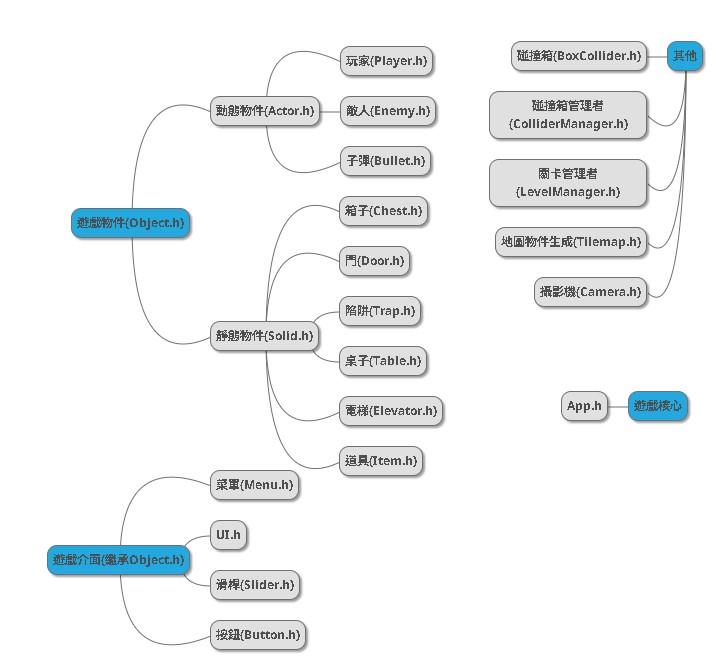 遊戲物件{Object.h}
動態物件{Actor.h}
玩家{Player.h}
敵人{Enemy.h}
子彈{Bullet.h}
靜態物件{Solid.h}
箱子{Chest.h}
門{Door.h}
陷阱{Trap.h}
桌子{Table.h}
電梯{Elevator.h}
道具{Item.h}
遊戲介面{繼承Object.h}
菜單{Menu.h}
UI.h
滑桿{Slider.h}
按鈕{Button.h}
其他
碰撞箱{BoxCollider.h}
碰撞箱管理者
{ColliderManager.h}
關卡管理者
{LevelManager.h}
地圖物件生成{Tilemap.h}
攝影機{Camera.h}
遊戲核心
App.h